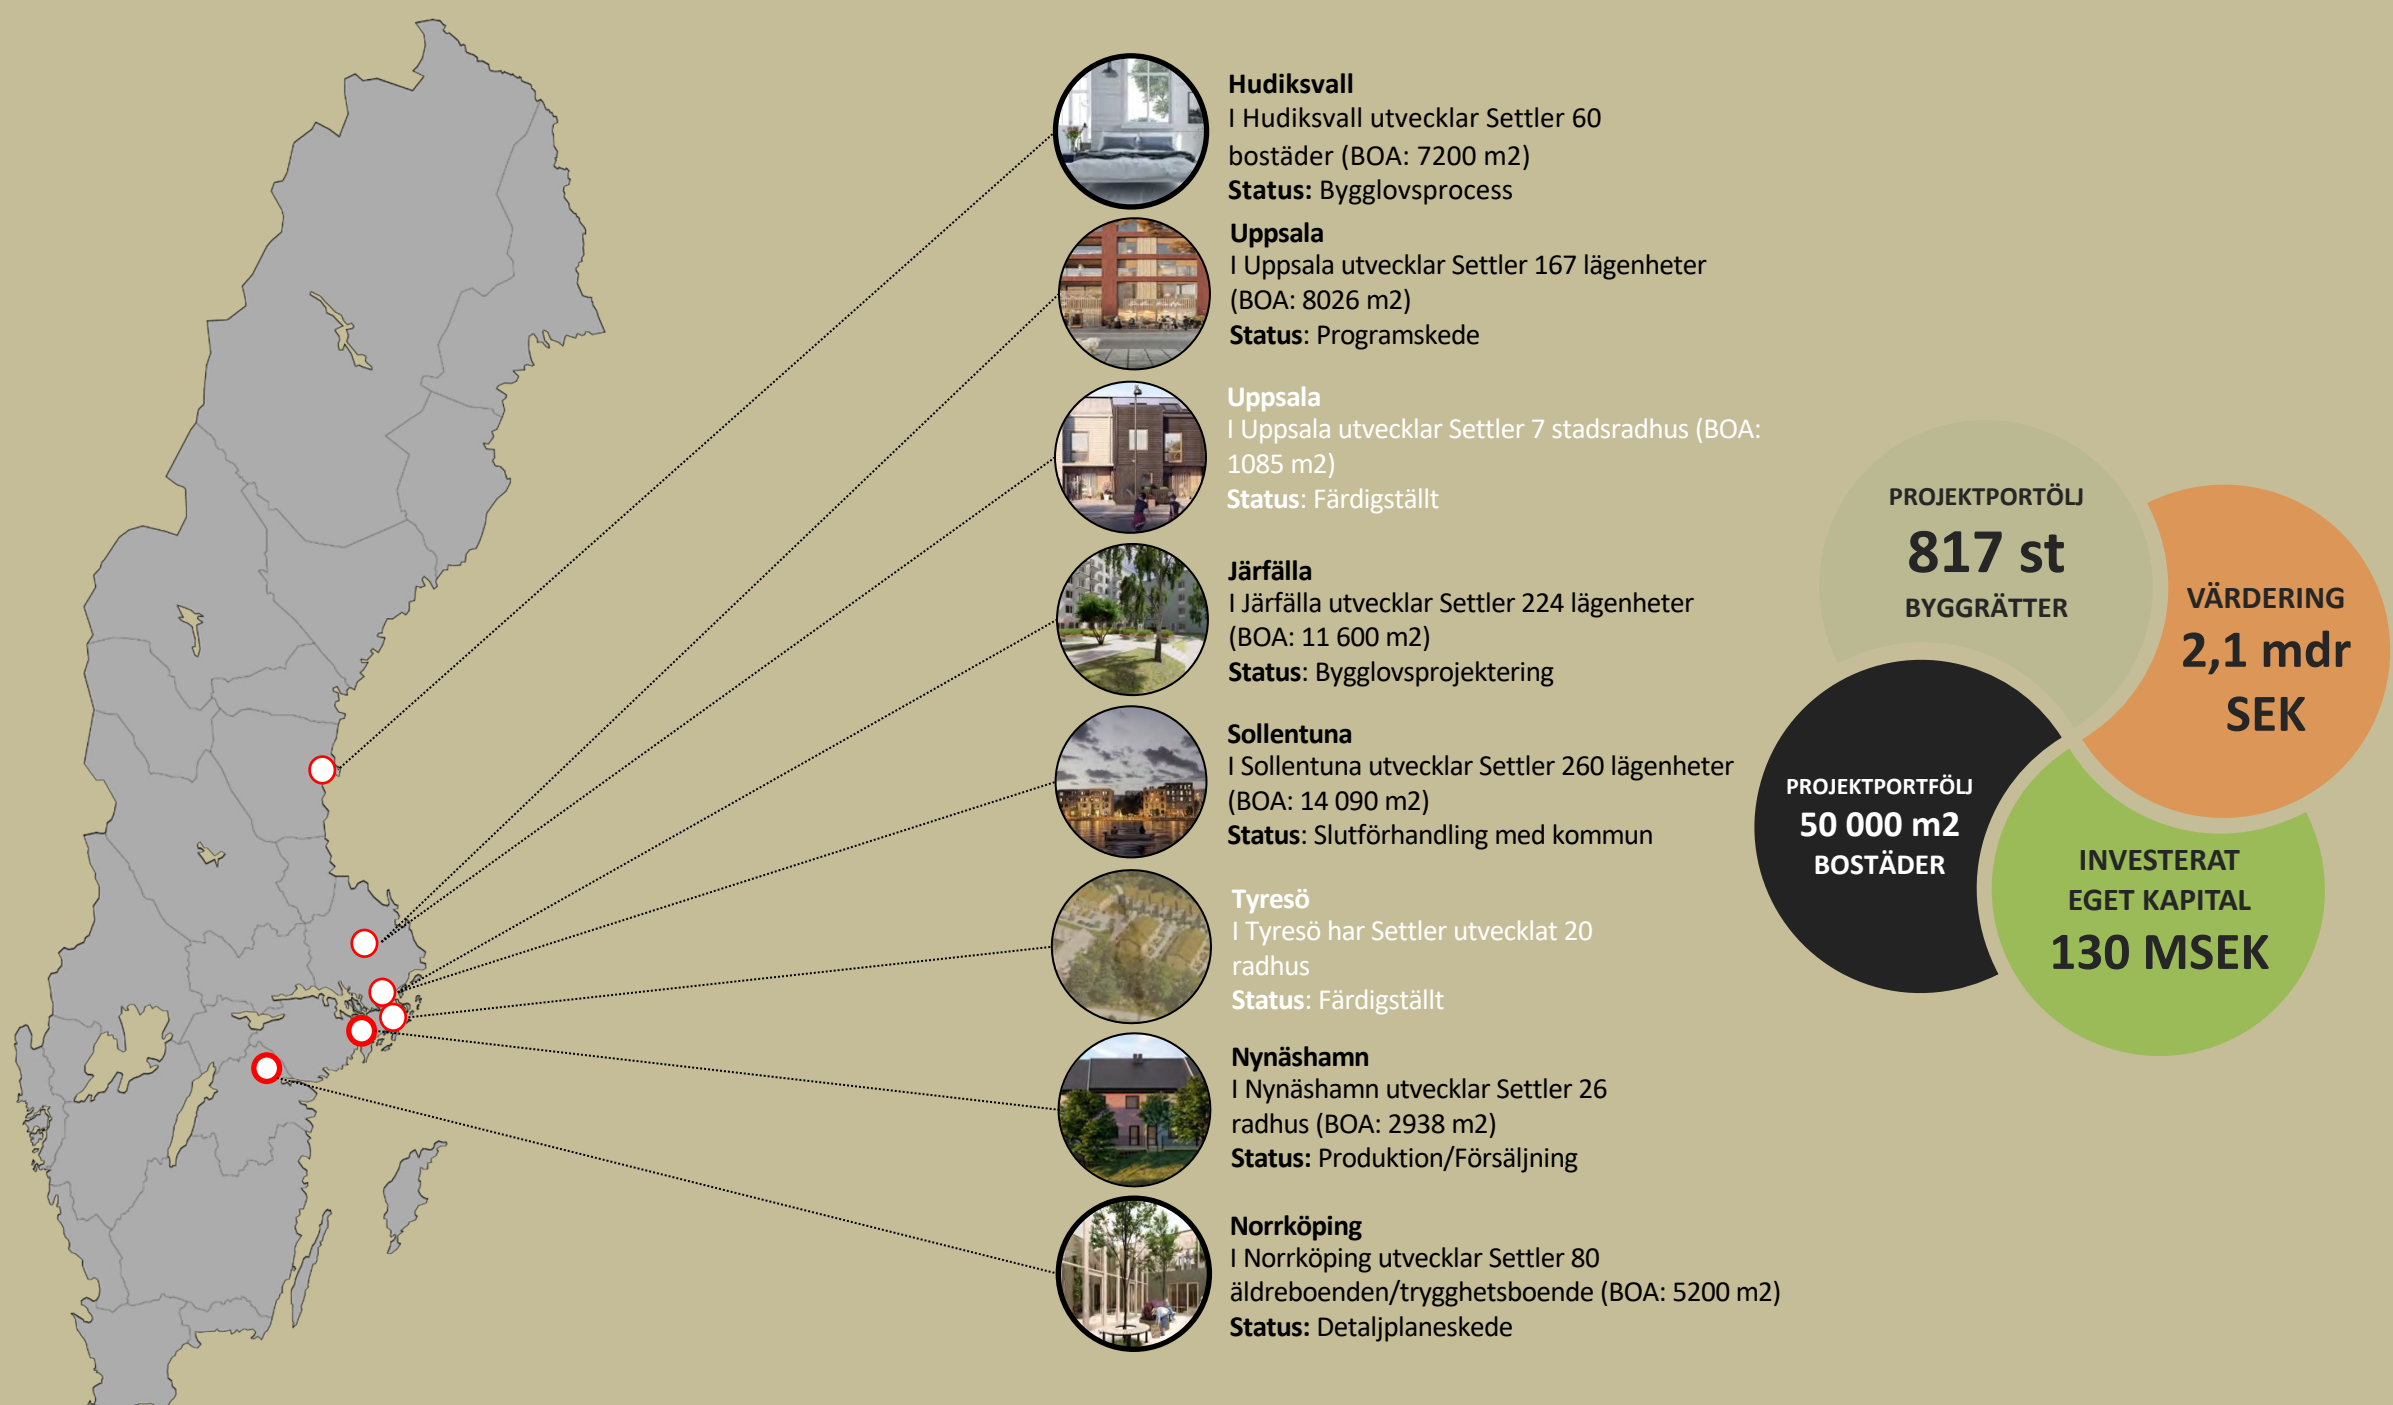 Hudiksvall
I Hudiksvall utvecklar Settler 60
bostäder (BOA: 7200 m2)
Status: Bygglovsprocess
Uppsala
I Uppsala utvecklar Settler 167 lägenheter
(BOA: 8026 m2)
Status: Programskede
Uppsala
I Uppsala utvecklar Settler 7 stadsradhus (BOA:
1085 m2)
Status: Färdigställt
Järfälla
I Järfälla utvecklar Settler 224 lägenheter
(BOA: 11 600 m2)
Status: Bygglovsprojektering
Sollentuna
I Sollentuna utvecklar Settler 260 lägenheter
(BOA: 14 090 m2)
Status: Slutförhandling med kommun
Tyresö
I Tyresö har Settler utvecklat 20
radhus
Status: Färdigställt
Nynäshamn
I Nynäshamn utvecklar Settler 26
radhus (BOA: 2938 m2)
Status: Produktion/Försäljning
Norrköping
I Norrköping utvecklar Settler 80
äldreboenden/trygghetsboende (BOA: 5200 m2)
Status: Detaljplaneskede
PROJEKTPORTÖLJ
817 st
BYGGRÄTTER
VÄRDERING
2,1 mdr
SEK
PROJEKTPORTFÖLJ
50 000 m2
BOSTÄDER
INVESTERAT
EGET KAPITAL
130 MSEK